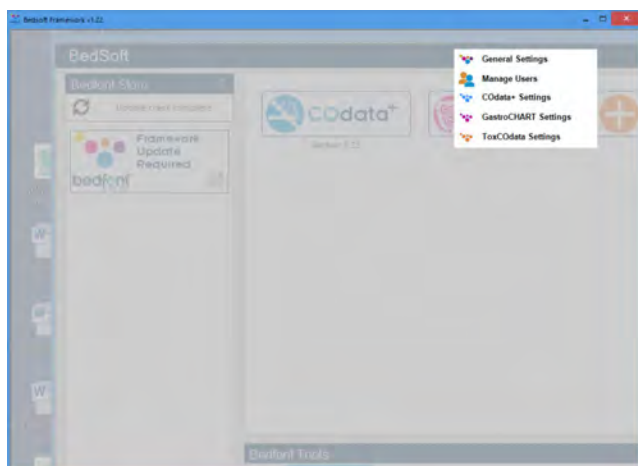 Bedsoft Framework v1.22.
BedSoft
General Settings
Manage Users
COdata+ Settings
GastroCHART Settings
ToxCOdata Settings
Bedfont Store
COdata+
Framework
Update
Required
bedfont
Bedfont Tools